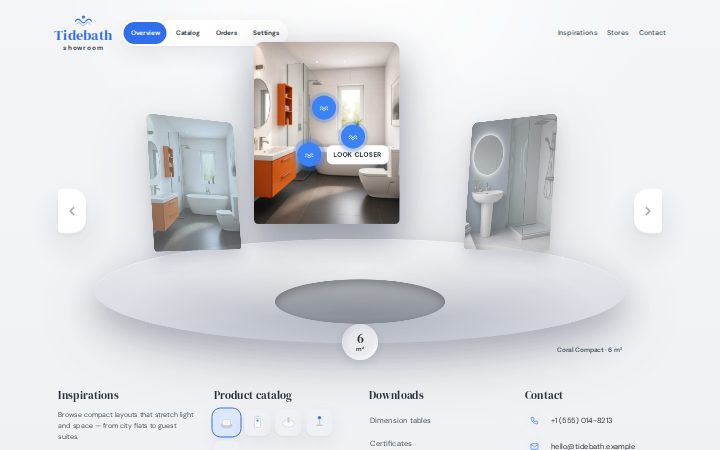 Tidebath
showroom
Overview
Catalog
Orders
Settings
Inspirations
Stores
Contact
LOOK CLOSER
6
m²
Coral Compact · 6 m²
Inspirations
Browse compact layouts that stretch light
and space — from city flats to guest
suites.
Product catalog
Downloads
Dimension tables
Certificates
Contact
+1 (555) 014-8213
hello@tidebath.example